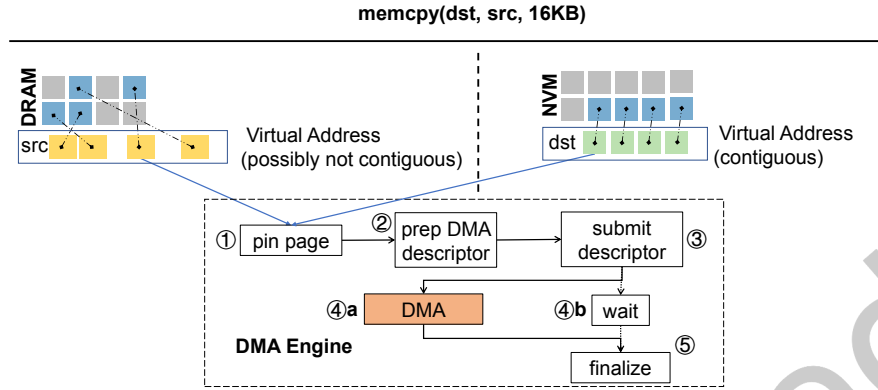 memcpy(dst, src, 16KB)
DRAM
src
Virtual Address
(possibly not contiguous)
NVM
dst
Virtual Address
(contiguous)
① pin page
② prep DMA
descriptor
submit
descriptor ③
④a DMA
④b wait
DMA Engine
⑤
finalize